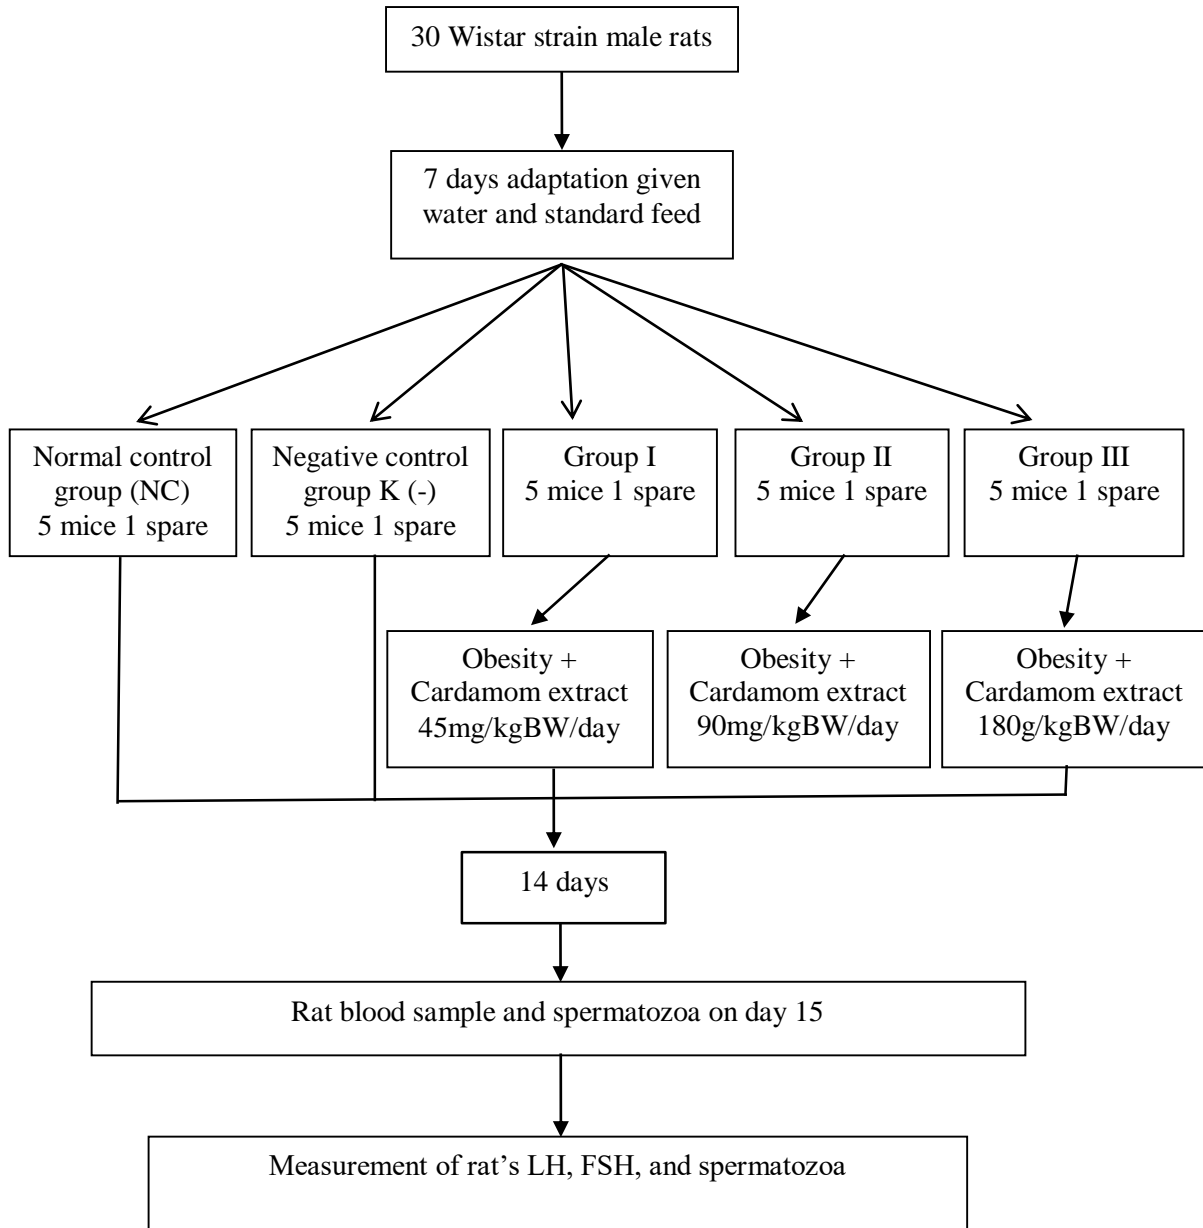 30 Wistar strain male rats
7 days adaptation given
water and standard feed
Normal control
group (NC)
5 mice 1 spare
Negative control
group K (-)
5 mice 1 spare
Group I
5 mice 1 spare
Group II
5 mice 1 spare
Group III
5 mice 1 spare
Obesity +
Cardamom extract
45mg/kgBW/day
Obesity +
Cardamom extract
90mg/kgBW/day
Obesity +
Cardamom extract
180g/kgBW/day
14 days
Rat blood sample and spermatozoa on day 15
Measurement of rat’s LH, FSH, and spermatozoa